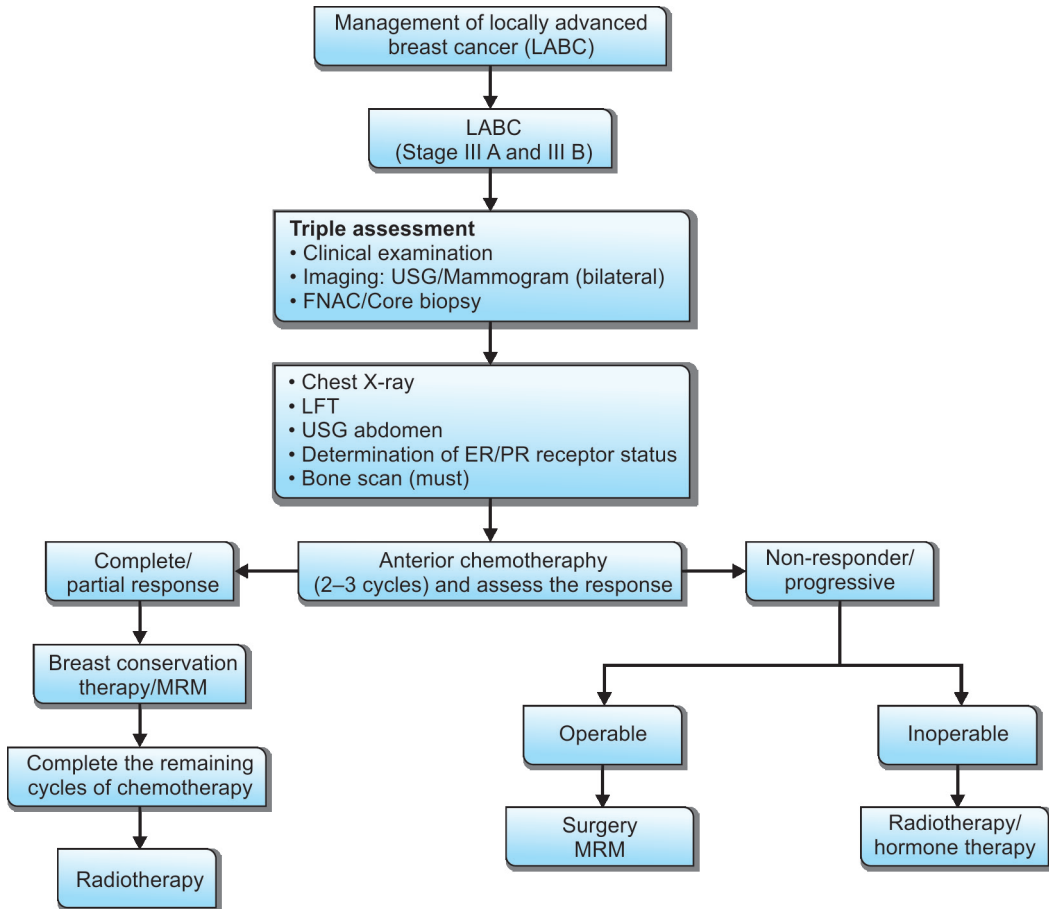 Management of locally advanced
breast cancer (LABC)
LABC
(Stage III A and III B)
Triple assessment
• Clinical examination
• Imaging: USG/Mammogram (bilateral)
• FNAC/Core biopsy
• Chest X-ray
• LFT
• USG abdomen
• Determination of ER/PR receptor status
• Bone scan (must)
Complete/
partial response
Anterior chemotheraphy
(2–3 cycles) and assess the response
Non-responder/
progressive
Breast conservation
therapy/MRM
Complete the remaining
cycles of chemotherapy
Radiotherapy
Operable
Inoperable
Surgery
MRM
Radiotherapy/
hormone therapy